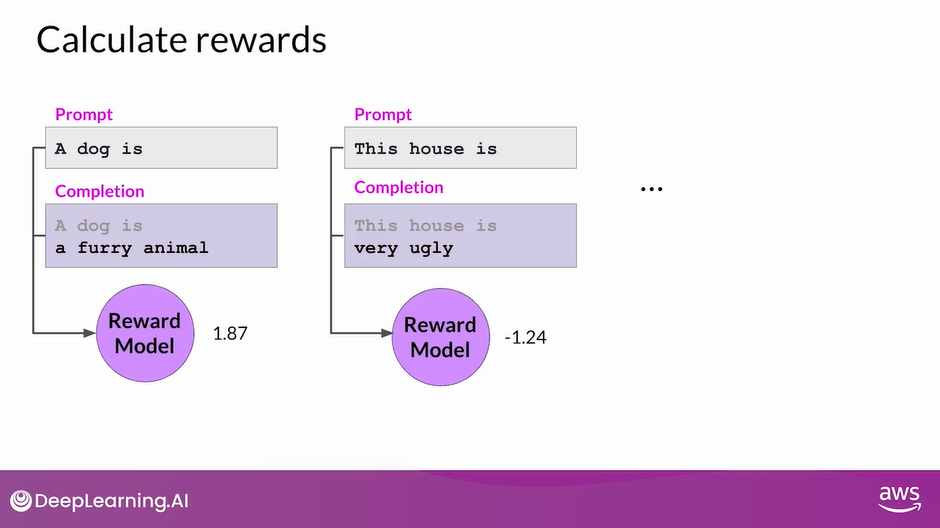 Calculate rewards
Prompt
A dog is
Completion
A dog is
a furry animal
Reward
Model
1.87
Prompt
This house is
Completion
This house is
very ugly
Reward
Model
-1.24
...
DeepLearning.AI
aws